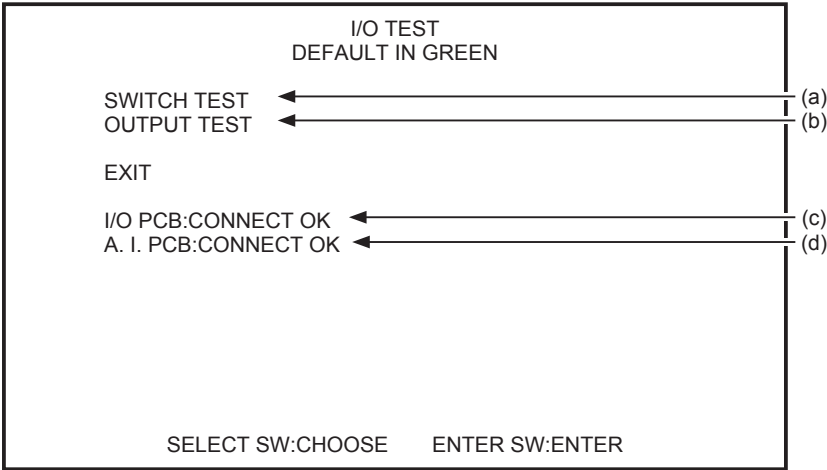 I/O TEST
DEFAULT IN GREEN
SWITCH TEST (a)
OUTPUT TEST (b)
EXIT
I/O PCB:CONNECT OK (c)
A. I. PCB:CONNECT OK (d)
SELECT SW:CHOOSE ENTER SW:ENTER